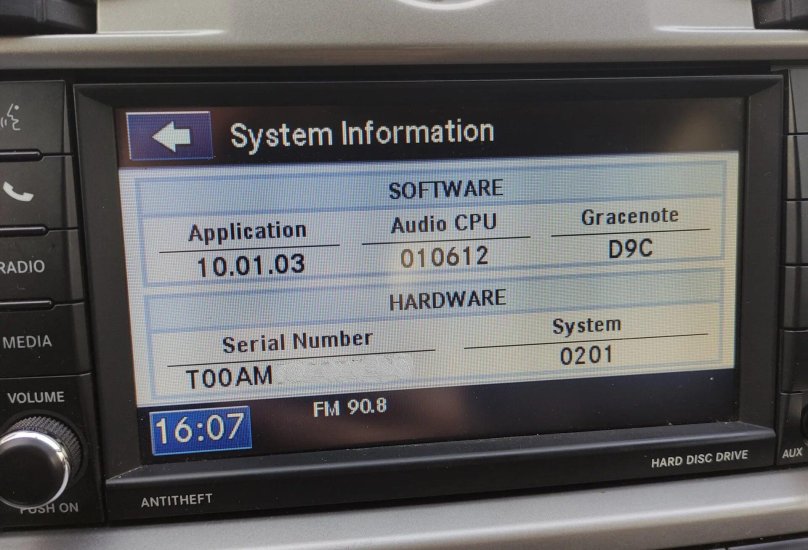 System Information
SOFTWARE
Application Audio CPU Gracenote
10.01.03 010612 D9C
HARDWARE
Serial Number System
T00AM 0201
16:07 FM 90.8
RADIO
MEDIA
VOLUME
PUSH ON
ANTITHEFT
HARD DISC DRIVE
AUX